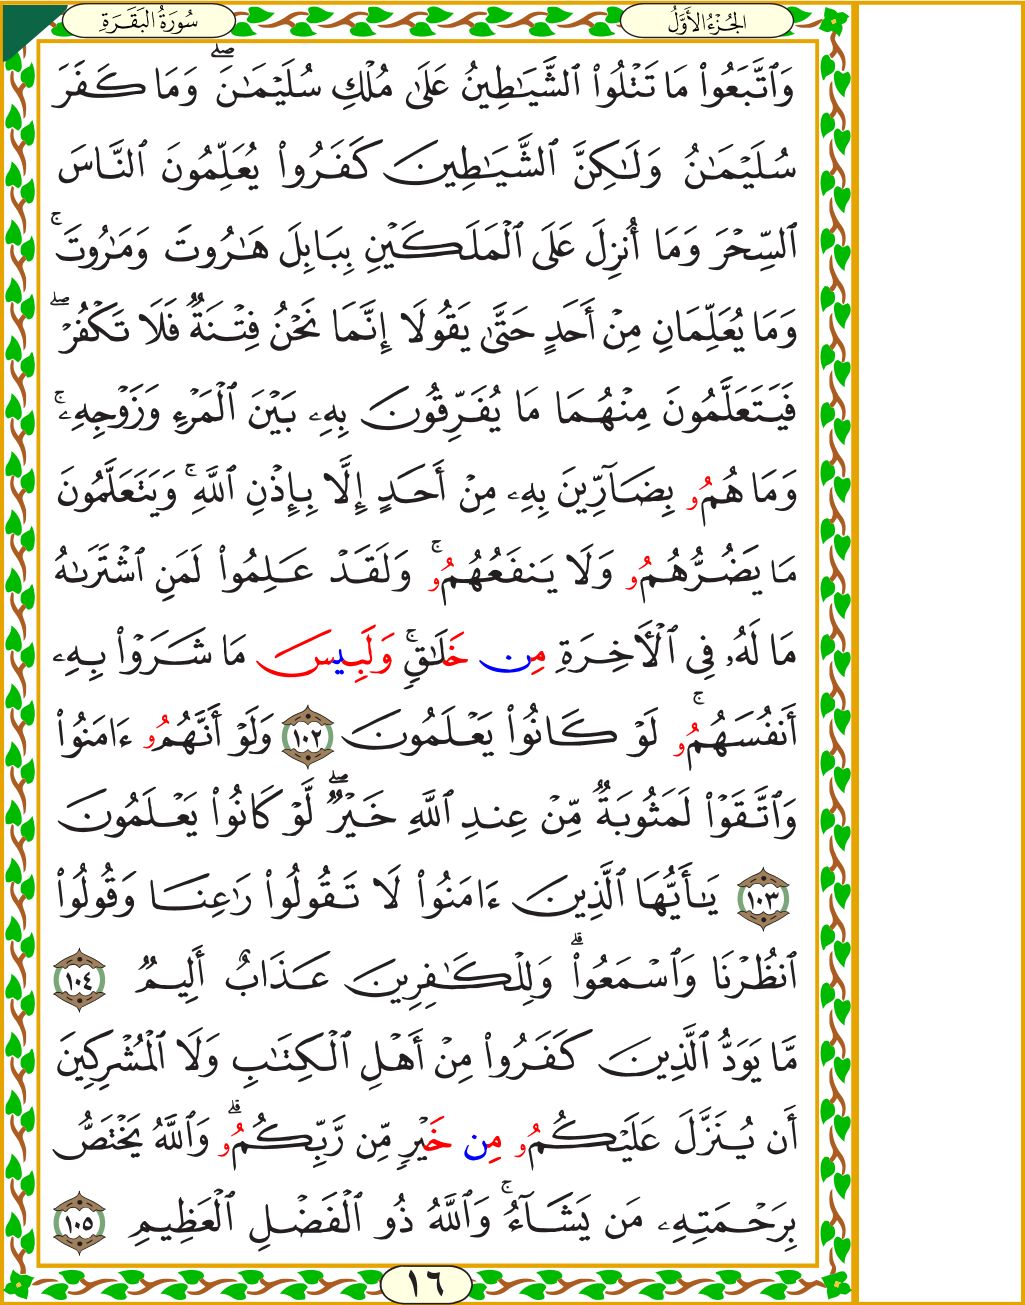 سُورَةُ البَقَرَةِ
الجُزْءُ الأَوَّلُ
وَٱتَّبَعُوا۟ مَا تَتْلُوا۟ ٱلشَّيَـٰطِينُ عَلَىٰ مُلْكِ سُلَيْمَـٰنَۖ وَمَا كَفَرَ
سُلَيْمَـٰنُ وَلَـٰكِنَّ ٱلشَّيَـٰطِينَ كَفَرُوا۟ يُعَلِّمُونَ ٱلنَّاسَ
ٱلسِّحْرَ وَمَا أُنزِلَ عَلَى ٱلْمَلَكَيْنِ بِبَابِلَ هَـٰرُوتَ وَمَـٰرُوتَۚ
وَمَا يُعَلِّمَانِ مِنْ أَحَدٍ حَتَّىٰ يَقُولَا إِنَّمَا نَحْنُ فِتْنَةٌ فَلَا تَكْفُرْۖ
فَيَتَعَلَّمُونَ مِنْهُمَا مَا يُفَرِّقُونَ بِهِۦ بَيْنَ ٱلْمَرْءِ وَزَوْجِهِۦۚ
وَمَا هُمُۥ بِضَآرِّينَ بِهِۦ مِنْ أَحَدٍ إِلَّا بِإِذْنِ ٱللَّهِۚ وَيَتَعَلَّمُونَ
مَا يَضُرُّهُمُۥ وَلَا يَنفَعُهُمُۥۚ وَلَقَدْ عَلِمُوا۟ لَمَنِ ٱشْتَرَىٰهُ
مَا لَهُۥ فِى ٱلْأَخِرَةِ مِن خَلَـٰقٍۚ وَلَبِيسَ مَا شَرَوْا۟ بِهِۦ
أَنفُسَهُمُۥۚ لَوْ كَانُوا۟ يَعْلَمُونَ ١٠٢ وَلَوْ أَنَّهُمُۥ ءَامَنُوا۟
وَٱتَّقَوْا۟ لَمَثُوبَةٌ مِّنْ عِندِ ٱللَّهِ خَيْرٌۖ لَّوْ كَانُوا۟ يَعْلَمُونَ
١٠٣ يَـٰأَيُّهَا ٱلَّذِينَ ءَامَنُوا۟ لَا تَقُولُوا۟ رَٰعِنَا وَقُولُوا۟
ٱنظُرْنَا وَٱسْمَعُوا۟ۗ وَلِلْكَـٰفِرِينَ عَذَابٌ أَلِيمٌ ١٠٤
مَّا يَوَدُّ ٱلَّذِينَ كَفَرُوا۟ مِنْ أَهْلِ ٱلْكِتَـٰبِ وَلَا ٱلْمُشْرِكِينَ
أَن يُنَزَّلَ عَلَيْكُمُۥ مِن خَيْرٍ مِّن رَّبِّكُمُۥۗ وَٱللَّهُ يَخْتَصُّ
بِرَحْمَتِهِۦ مَن يَشَآءُۚ وَٱللَّهُ ذُو ٱلْفَضْلِ ٱلْعَظِيمِ ١٠٥
١٦